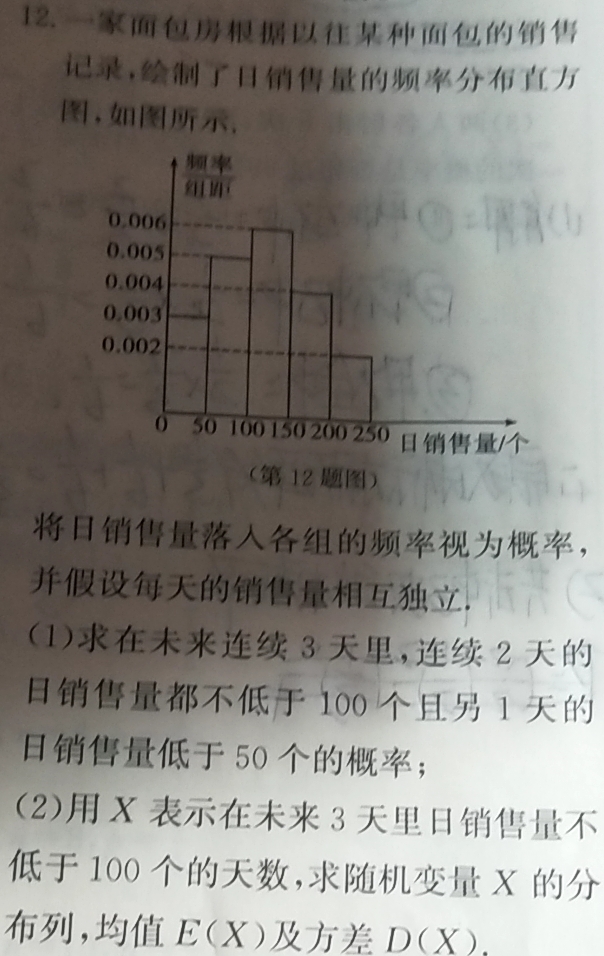 12. 一家面包房根据以往某种面包的销售
记录,绘制了日销售量的频率分布直方
图,如图所示.
频率
组距
0.006
0.005
0.004
0.003
0.002
0 50 100 150 200 250 日销售量/个
(第12题图)
将日销售量落入各组的频率视为概率,
并假设每天的销售量相互独立.
(1)求在未来连续 3 天里,连续 2 天的
日销售量都不低于 100 个且另 1 天的
日销售量低于 50 个的概率;
(2)用 X 表示在未来 3 天里日销售量不
低于 100 个的天数,求随机变量 X 的分
布列,均值 E(X)及方差 D(X).